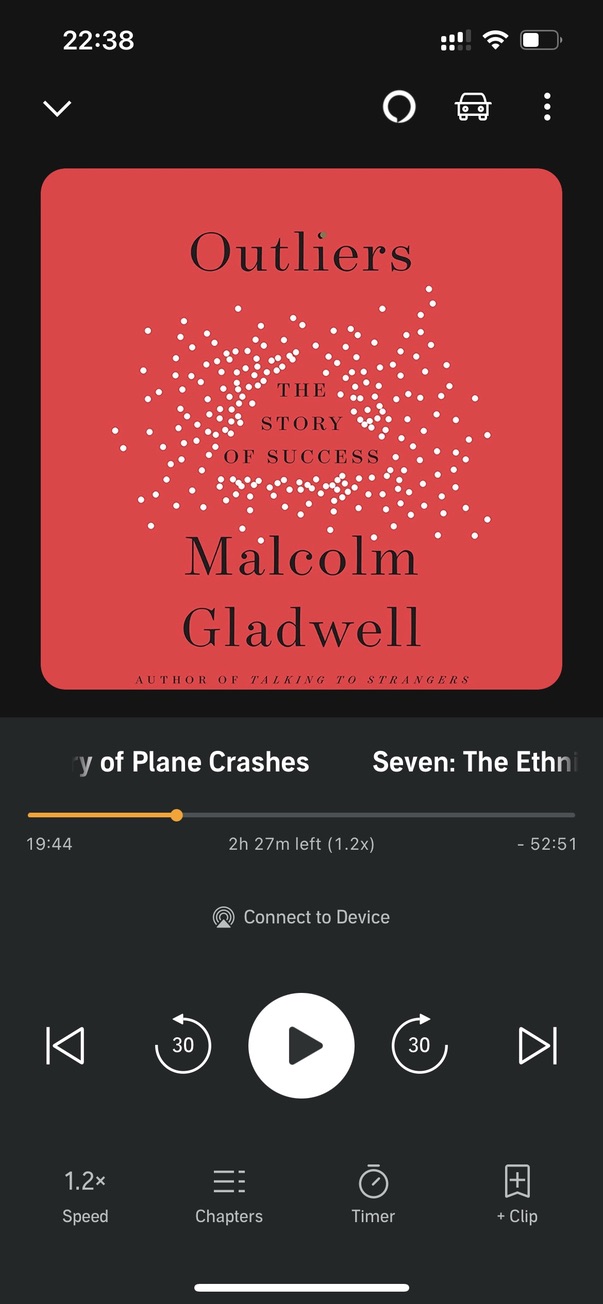 22:38
Outliers
THE
STORY
OF SUCCESS
Malcolm
Gladwell
AUTHOR OF TALKING TO STRANGERS
ry of Plane Crashes Seven: The Ethni
19:44 2h 27m left (1.2x) - 52:51
Connect to Device
30 30
1.2× 
Speed Chapters Timer + Clip